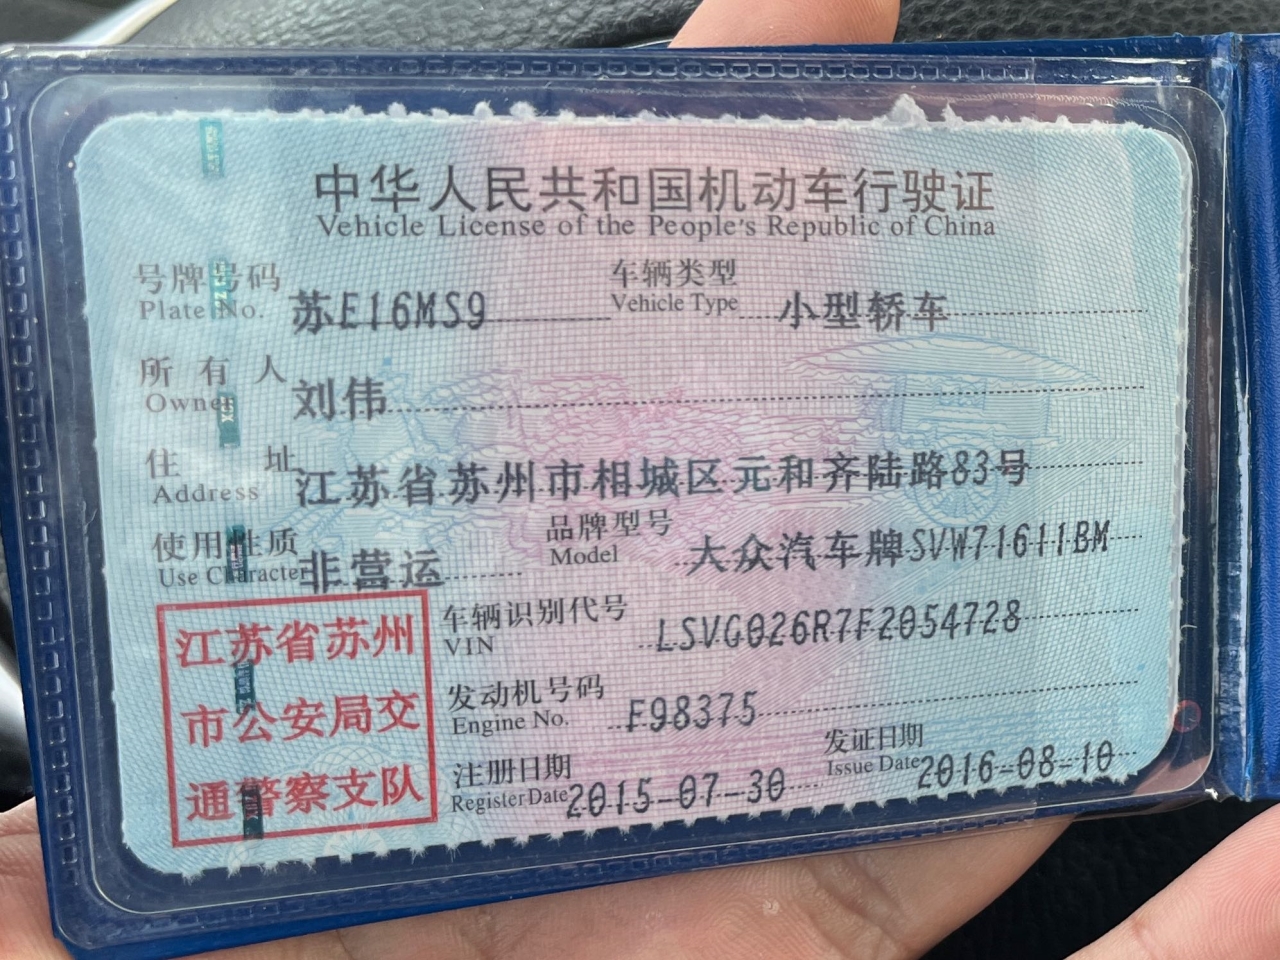 中华人民共和国机动车行驶证
Vehicle License of the People's Republic of China
号牌号码 苏E16MS9 车辆类型 小型轿车
Plate No. Vehicle Type
所有人 刘伟
Owner
住址 江苏省苏州市相城区元和齐陆路83号
Address
使用性质 非营运 品牌型号 大众汽车牌SVW71611BM
Use Character Model
江苏省苏州
市公安局交
通警察支队
车辆识别代号 LSVG026R7F2054728
VIN
发动机号码 F98375
Engine No.
注册日期 2015-07-30 发证日期 2016-08-10
Register Date Issue Date